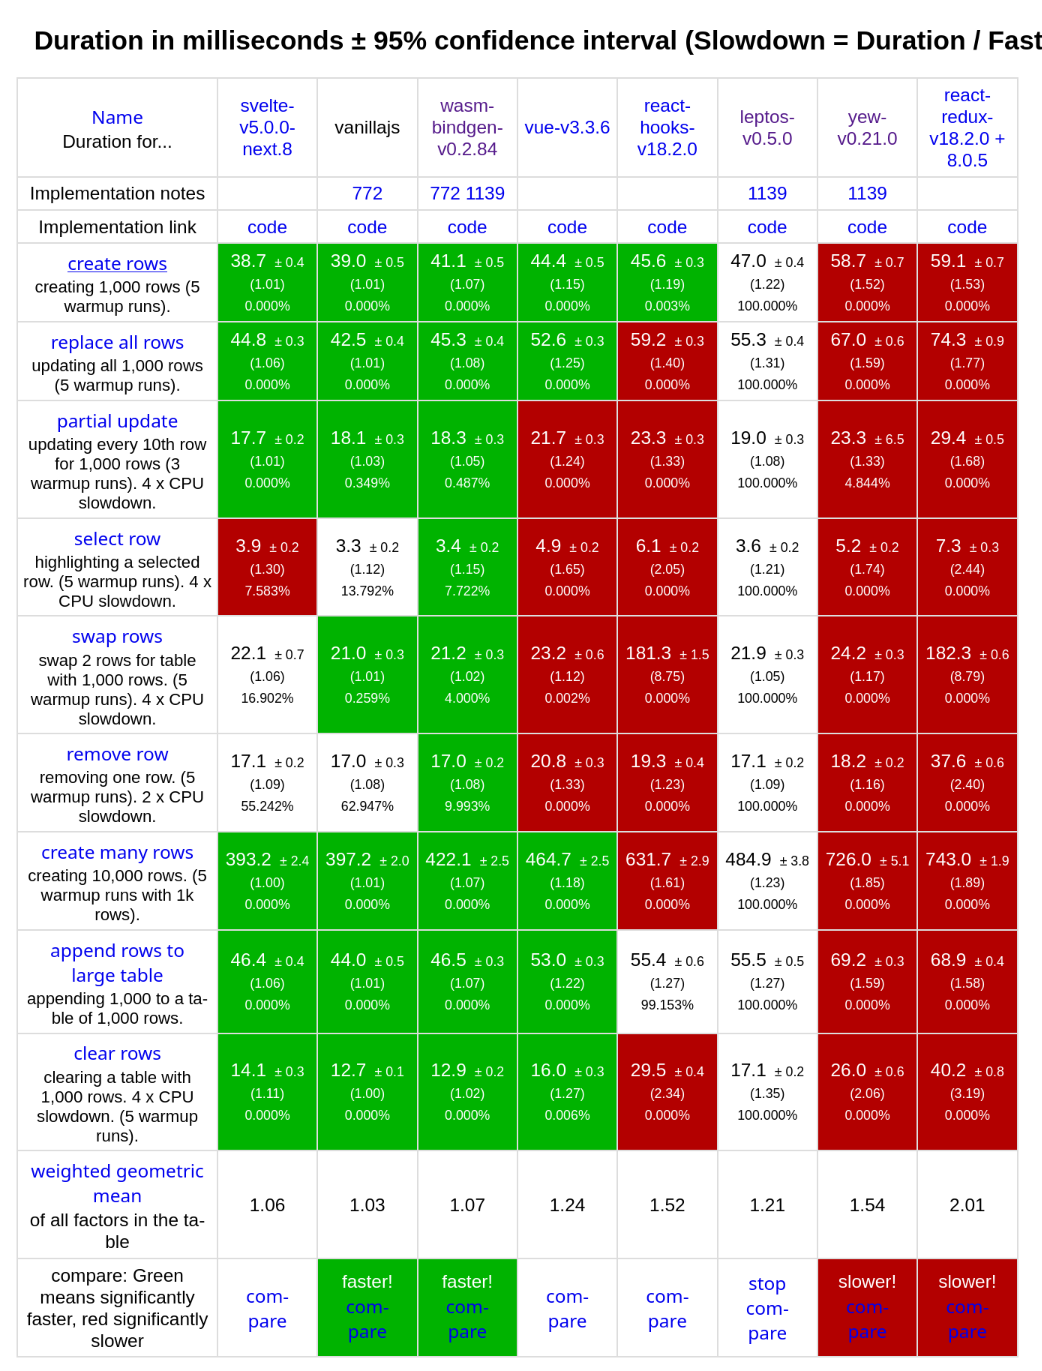 Duration in milliseconds ± 95% confidence interval (Slowdown = Duration / Fast
Name
Duration for...
svelte-
v5.0.0-
next.8
vanillajs
wasm-
bindgen-
v0.2.84
vue-v3.3.6
react-
hooks-
v18.2.0
leptos-
v0.5.0
yew-
v0.21.0
react-
redux-
v18.2.0 +
8.0.5
Implementation notes
772
772 1139
1139
1139
Implementation link
code code code code code code code code
create rows
creating 1,000 rows (5
warmup runs).
38.7 ± 0.4 39.0 ± 0.5 41.1 ± 0.5 44.4 ± 0.5 45.6 ± 0.3 47.0 ± 0.4 58.7 ± 0.7 59.1 ± 0.7
(1.01) (1.01) (1.07) (1.15) (1.19) (1.22) (1.52) (1.53)
0.000% 0.000% 0.000% 0.000% 0.003% 100.000% 0.000% 0.000%
replace all rows
updating all 1,000 rows
(5 warmup runs).
44.8 ± 0.3 42.5 ± 0.4 45.3 ± 0.4 52.6 ± 0.3 59.2 ± 0.3 55.3 ± 0.4 67.0 ± 0.6 74.3 ± 0.9
(1.06) (1.01) (1.08) (1.25) (1.40) (1.31) (1.59) (1.77)
0.000% 0.000% 0.000% 0.000% 0.000% 100.000% 0.000% 0.000%
partial update
updating every 10th row
for 1,000 rows (3
warmup runs). 4 x CPU
slowdown.
17.7 ± 0.2 18.1 ± 0.3 18.3 ± 0.3 21.7 ± 0.3 23.3 ± 0.3 19.0 ± 0.3 23.3 ± 6.5 29.4 ± 0.5
(1.01) (1.03) (1.05) (1.24) (1.33) (1.08) (1.33) (1.68)
0.000% 0.349% 0.487% 0.000% 0.000% 100.000% 4.844% 0.000%
select row
highlighting a selected
row. (5 warmup runs). 4 x
CPU slowdown.
3.9 ± 0.2 3.3 ± 0.2 3.4 ± 0.2 4.9 ± 0.2 6.1 ± 0.2 3.6 ± 0.2 5.2 ± 0.2 7.3 ± 0.3
(1.30) (1.12) (1.15) (1.65) (2.05) (1.21) (1.74) (2.44)
7.583% 13.792% 7.722% 0.000% 0.000% 100.000% 0.000% 0.000%
swap rows
swap 2 rows for table
with 1,000 rows. (5
warmup runs). 4 x CPU
slowdown.
22.1 ± 0.7 21.0 ± 0.3 21.2 ± 0.3 23.2 ± 0.6 181.3 ± 1.5 21.9 ± 0.3 24.2 ± 0.3 182.3 ± 0.6
(1.06) (1.01) (1.02) (1.12) (8.75) (1.05) (1.17) (8.79)
16.902% 0.259% 4.000% 0.002% 0.000% 100.000% 0.000% 0.000%
remove row
removing one row. (5
warmup runs). 2 x CPU
slowdown.
17.1 ± 0.2 17.0 ± 0.3 17.0 ± 0.2 20.8 ± 0.3 19.3 ± 0.4 17.1 ± 0.2 18.2 ± 0.2 37.6 ± 0.6
(1.09) (1.08) (1.08) (1.33) (1.23) (1.09) (1.16) (2.40)
55.242% 62.947% 9.993% 0.000% 0.000% 100.000% 0.000% 0.000%
create many rows
creating 10,000 rows. (5
warmup runs with 1k
rows).
393.2 ± 2.4 397.2 ± 2.0 422.1 ± 2.5 464.7 ± 2.5 631.7 ± 2.9 484.9 ± 3.8 726.0 ± 5.1 743.0 ± 1.9
(1.00) (1.01) (1.07) (1.18) (1.61) (1.23) (1.85) (1.89)
0.000% 0.000% 0.000% 0.000% 0.000% 100.000% 0.000% 0.000%
append rows to
large table
appending 1,000 to a ta-
ble of 1,000 rows.
46.4 ± 0.4 44.0 ± 0.5 46.5 ± 0.3 53.0 ± 0.3 55.4 ± 0.6 55.5 ± 0.5 69.2 ± 0.3 68.9 ± 0.4
(1.06) (1.01) (1.07) (1.22) (1.27) (1.27) (1.59) (1.58)
0.000% 0.000% 0.000% 0.000% 99.153% 100.000% 0.000% 0.000%
clear rows
clearing a table with
1,000 rows. 4 x CPU
slowdown. (5 warmup
runs).
14.1 ± 0.3 12.7 ± 0.1 12.9 ± 0.2 16.0 ± 0.3 29.5 ± 0.4 17.1 ± 0.2 26.0 ± 0.6 40.2 ± 0.8
(1.11) (1.00) (1.02) (1.27) (2.34) (1.35) (2.06) (3.19)
0.000% 0.000% 0.000% 0.006% 0.000% 100.000% 0.000% 0.000%
weighted geometric
mean
of all factors in the ta-
ble
1.06 1.03 1.07 1.24 1.52 1.21 1.54 2.01
compare: Green
means significantly
faster, red significantly
slower
com-
pare
faster!
com-
pare
faster!
com-
pare
com-
pare
com-
pare
stop
com-
pare
slower!
com-
pare
slower!
com-
pare